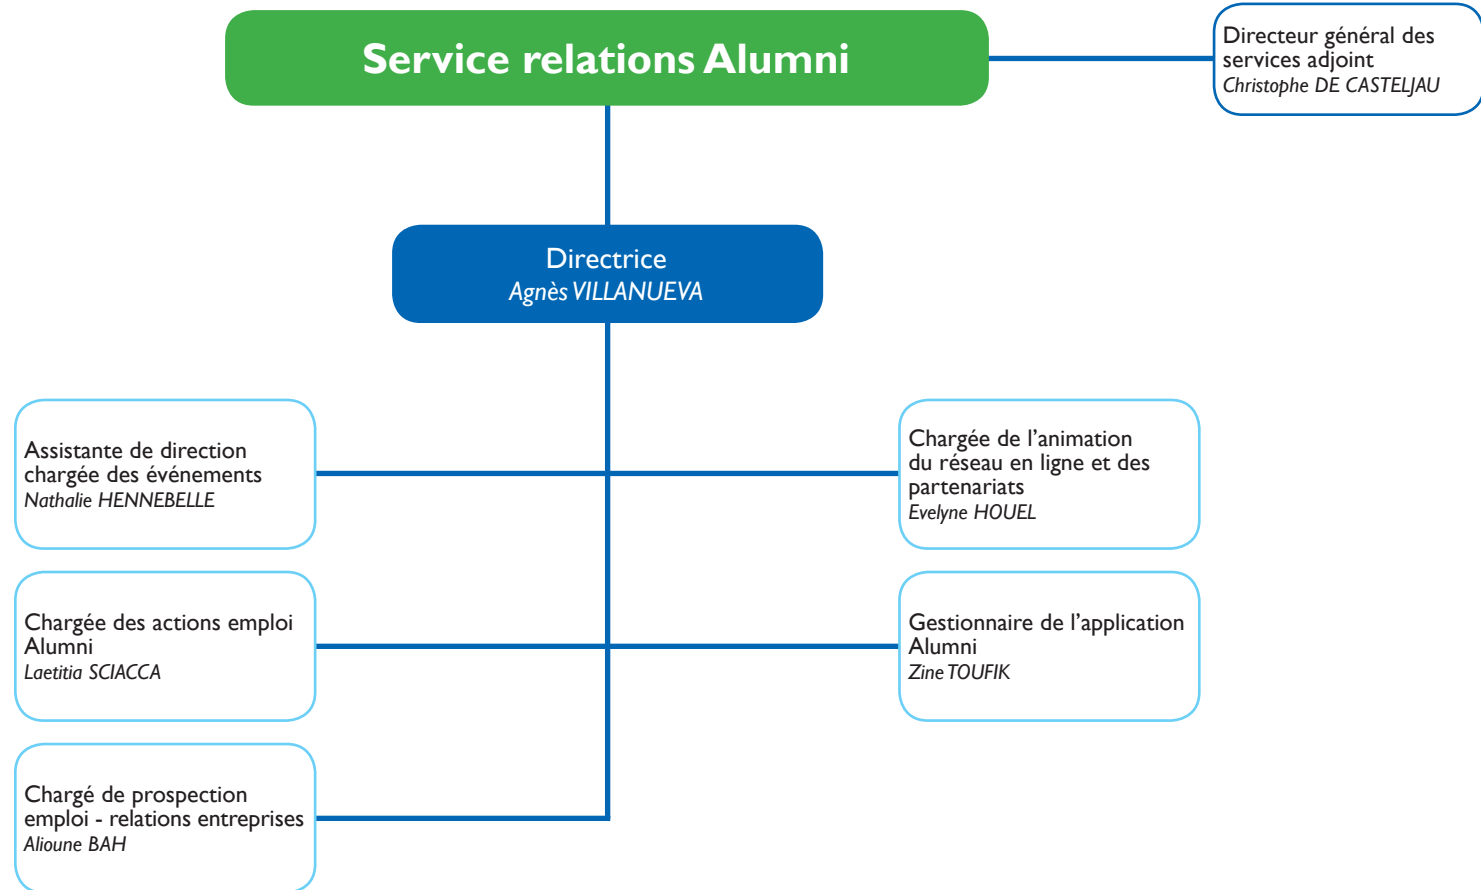 Service relations Alumni
Directeur général des
services adjoint
Christophe DE CASTELJAU
Directrice
Agnès VILLANUEVA
Assistante de direction
chargée des événements
Nathalie HENNEBELLE
Chargée de l’animation
du réseau en ligne et des
partenariats
Evelyne HOUEL
Chargée des actions emploi
Alumni
Laetitia SCIACCA
Gestionnaire de l’application
Alumni
Zine TOUFIK
Chargé de prospection
emploi - relations entreprises
Alioune BAH